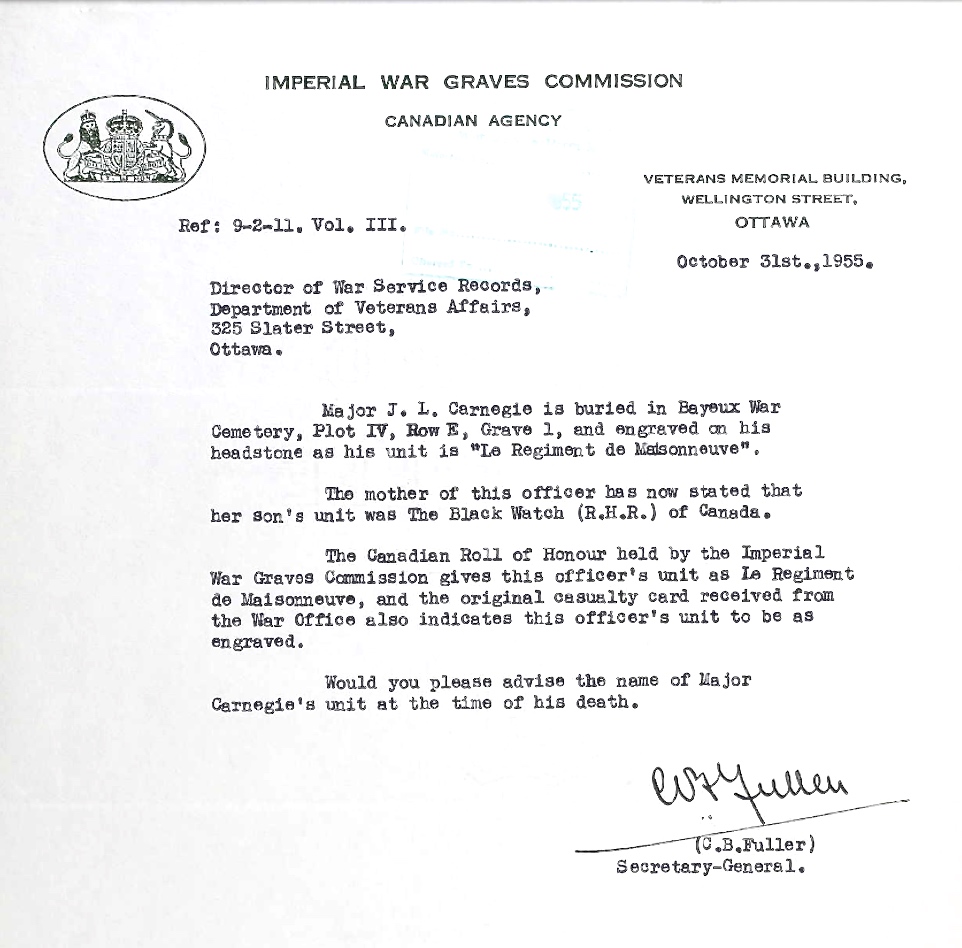 IMPERIAL WAR GRAVES COMMISSION
CANADIAN AGENCY
VETERANS MEMORIAL BUILDING,
WELLINGTON STREET,
OTTAWA
Ref: 9-2-11. Vol. III.
October 31st.,1955.
Director of War Service Records,
Department of Veterans Affairs,
325 Slater Street,
Ottawa.
Major J. L. Carnegie is buried in Bayeux War
Cemetery, Plot IV, Row E, Grave 1, and engraved on his
headstone as his unit is "Le Regiment de Maisonneuve".
The mother of this officer has now stated that
her son's unit was The Black Watch (R.H.R.) of Canada.
The Canadian Roll of Honour held by the Imperial
War Graves Commission gives this officer's unit as Le Regiment
de Maisonneuve, and the original casualty card received from
the War Office also indicates this officer's unit to be as
engraved.
Would you please advise the name of Major
Carnegie's unit at the time of his death.
(C.B.Fuller)
Secretary-General.